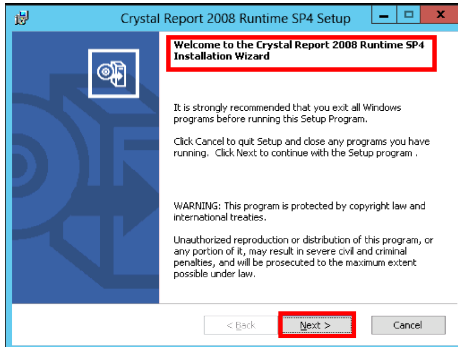 Crystal Report 2008 Runtime SP4 Setup
Welcome to the Crystal Report 2008 Runtime SP4
Installation Wizard
It is strongly recommended that you exit all Windows
programs before running this Setup Program.
Click Cancel to quit Setup and close any programs you have
running. Click Next to continue with the Setup program .
WARNING: This program is protected by copyright law and
international treaties.
Unauthorized reproduction or distribution of this program, or
any portion of it, may result in severe civil and criminal
penalties, and will be prosecuted to the maximum extent
possible under law.
< Back Next > Cancel